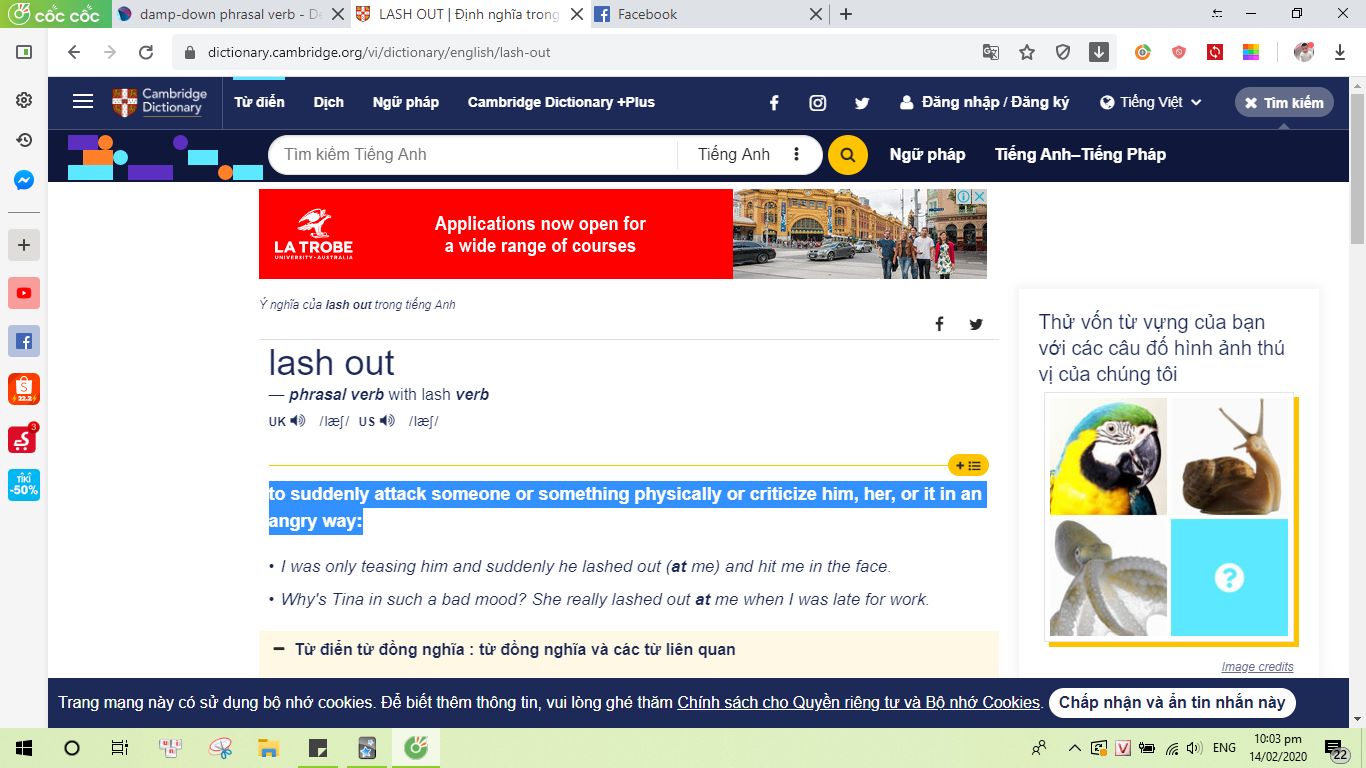 cốc cốc
damp-down phrasal verb - De
LASH OUT | Định nghĩa trong
Facebook
dictionary.cambridge.org/vi/dictionary/english/lash-out
Cambridge Dictionary
Từ điển
Dịch
Ngữ pháp
Cambridge Dictionary +Plus
Đăng nhập / Đăng ký
Tiếng Việt
Tìm kiếm
Tìm kiếm Tiếng Anh
Tiếng Anh
Ngữ pháp
Tiếng Anh–Tiếng Pháp
LA TROBE
UNIVERSITY • AUSTRALIA
Applications now open for
a wide range of courses
Ý nghĩa của lash out trong tiếng Anh
lash out
— phrasal verb with lash verb
UK /læʃ/ US /læʃ/
to suddenly attack someone or something physically or criticize him, her, or it in an
angry way:
• I was only teasing him and suddenly he lashed out (at me) and hit me in the face.
• Why's Tina in such a bad mood? She really lashed out at me when I was late for work.
Từ điển từ đồng nghĩa : từ đồng nghĩa và các từ liên quan
Thử vốn từ vựng của bạn
với các câu đố hình ảnh thú
vị của chúng tôi
?
Image credits
22.2
3
TIKI
-50%
Trang mạng này có sử dụng bộ nhớ cookies. Để biết thêm thông tin, vui lòng ghé thăm Chính sách cho Quyền riêng tư và Bộ nhớ Cookies.
Chấp nhận và ẩn tin nhắn này
V
ENG
10:03 pm
14/02/2020
22